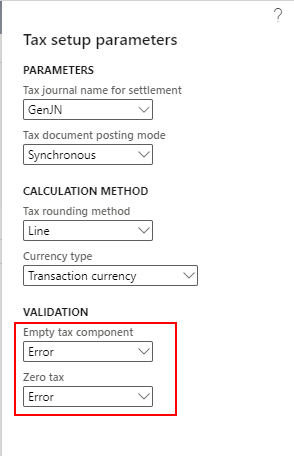 ?
Tax setup parameters
PARAMETERS
Tax journal name for settlement
GenJN
Tax document posting mode
Synchronous
CALCULATION METHOD
Tax rounding method
Line
Currency type
Transaction currency
VALIDATION
Empty tax component
Error
Zero tax
Error